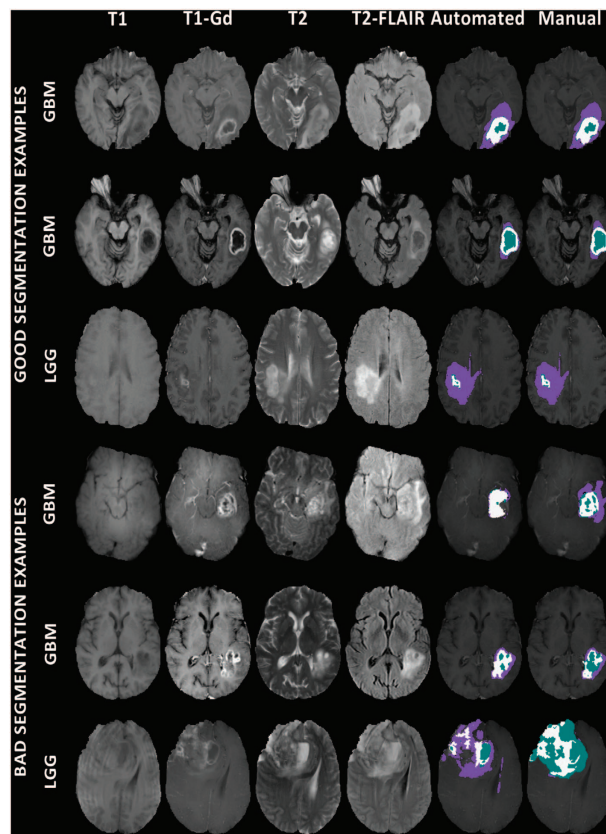 T1 T1-Gd T2 T2-FLAIR Automated Manual
GOOD SEGMENTATION EXAMPLES
GBM
GBM
LGG
BAD SEGMENTATION EXAMPLES
GBM
GBM
LGG